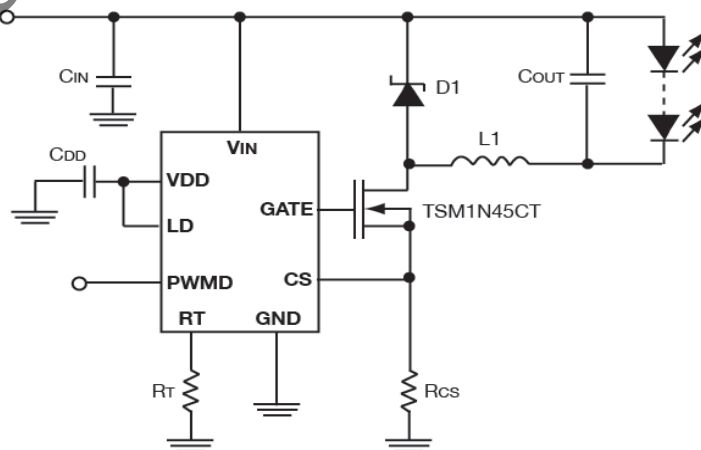 CIN
D1
COUT
VIN
L1
CDD
VDD
GATE
TSM1N45CT
LD
CS
PWMD
RT
GND
RT
RCS